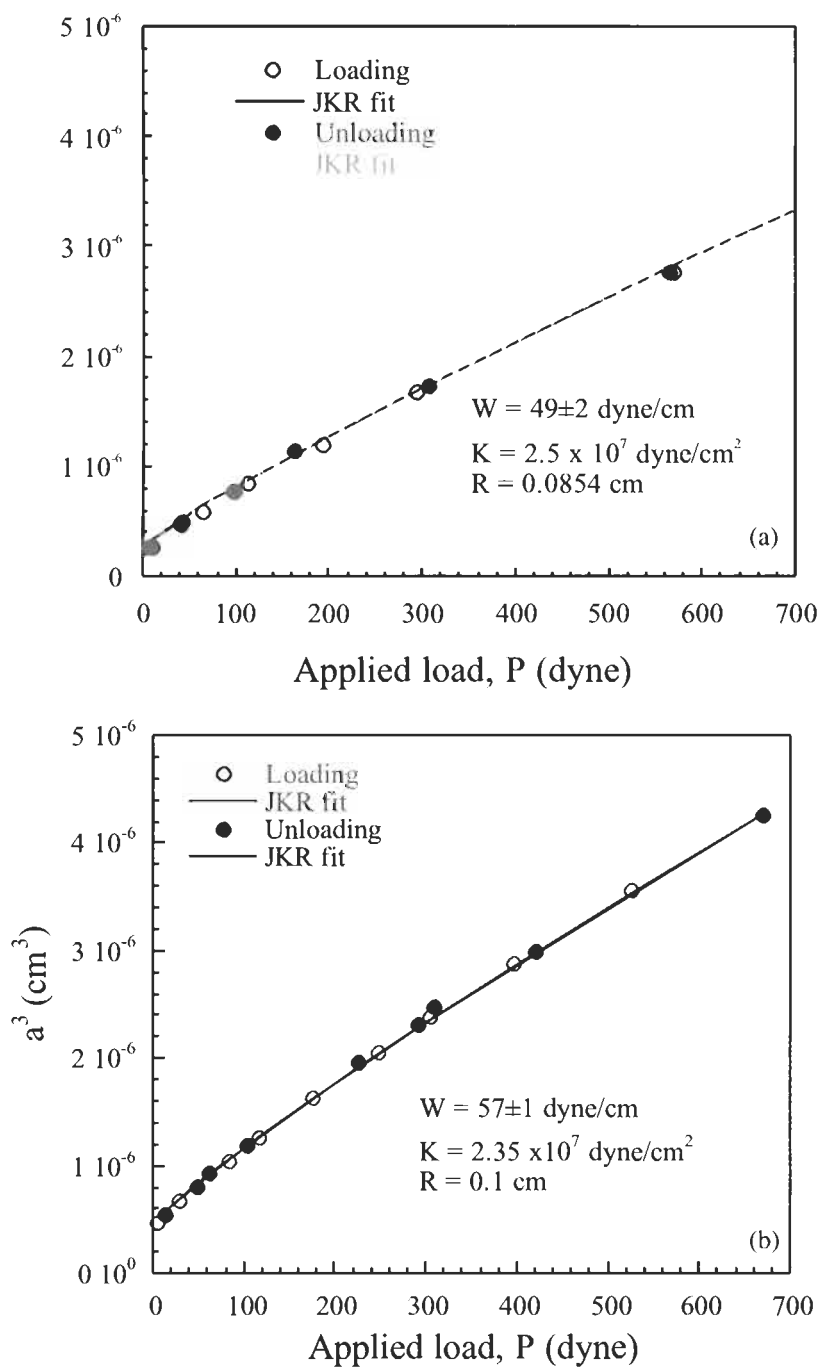 5 10⁻⁶
4 10⁻⁶
3 10⁻⁶
2 10⁻⁶
1 10⁻⁶
0
Loading
JKR fit
Unloading
JKR fit
W = 49±2 dyne/cm
K = 2.5 x 10⁷ dyne/cm²
R = 0.0854 cm
(a)
0 100 200 300 400 500 600 700
Applied load, P (dyne)
5 10⁻⁶
4 10⁻⁶
3 10⁻⁶
2 10⁻⁶
1 10⁻⁶
0 10⁰
a³ (cm³)
Loading
JKR fit
Unloading
JKR fit
W = 57±1 dyne/cm
K = 2.35 x10⁷ dyne/cm²
R = 0.1 cm
(b)
0 100 200 300 400 500 600 700
Applied load, P (dyne)